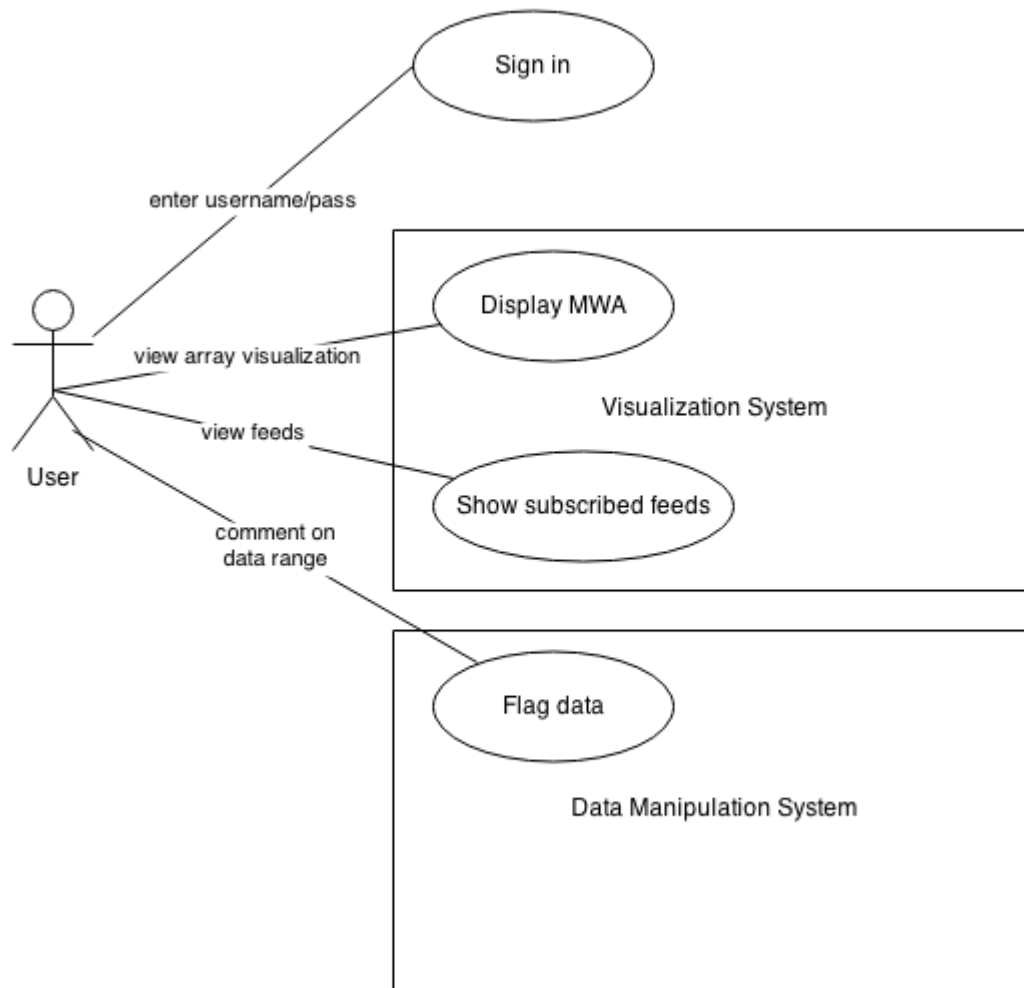 Sign in
enter username/pass
Display MWA
view array visualization
Visualization System
view feeds
User
Show subscribed feeds
comment on
data range
Flag data
Data Manipulation System